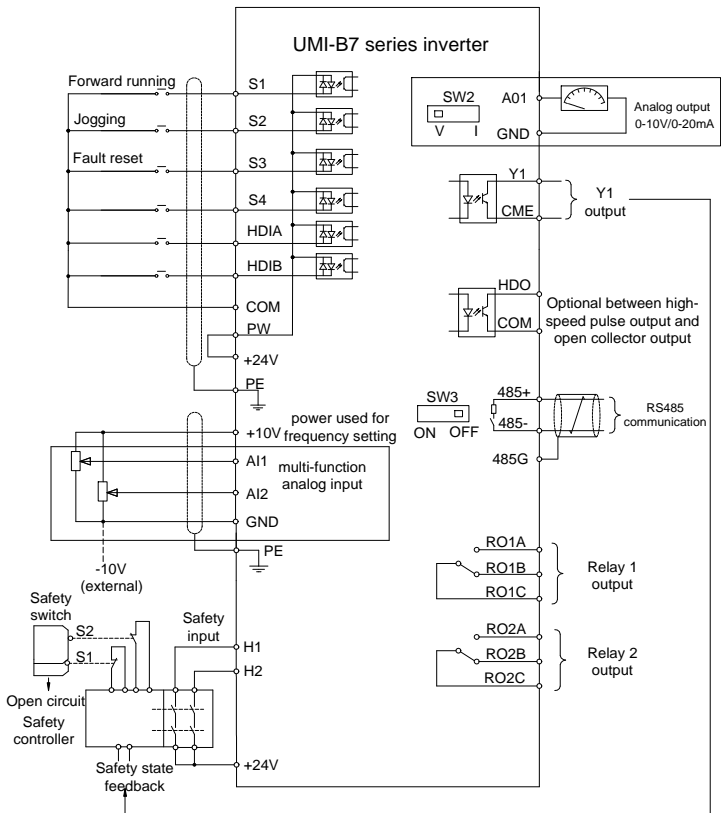 UMI-B7 series inverter
Forward running
S1
Jogging
S2
Fault reset
S3
S4
HDIA
HDIB
COM
PW
+24V
PE
SW2
V I
A01
GND
Analog output
0-10V/0-20mA
Y1
CME
Y1
output
HDO
COM
Optional between high-
speed pulse output and
open collector output
SW3
ON OFF
485+
485-
485G
RS485
communication
power used for
frequency setting
+10V
AI1
multi-function
analog input
AI2
GND
PE
-10V
(external)
RO1A
RO1B
RO1C
Relay 1
output
RO2A
RO2B
RO2C
Relay 2
output
Safety
switch
S2
S1
Open circuit
Safety
controller
Safety
input
H1
H2
+24V
Safety state
feedback